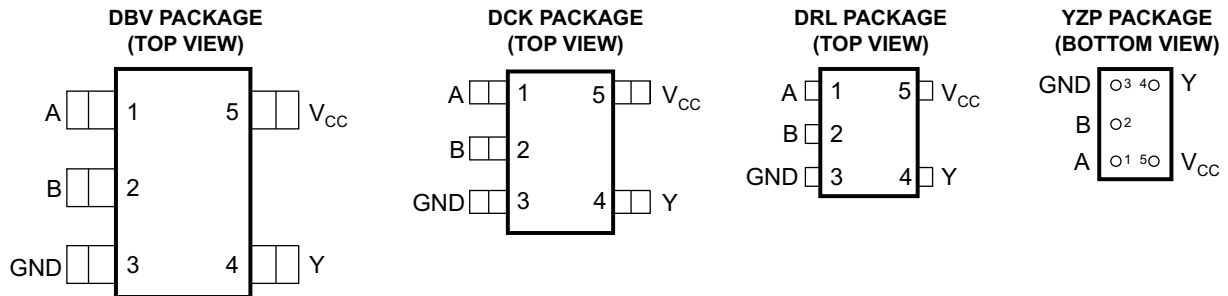 DBV PACKAGE
(TOP VIEW)
A 1 5 VCC
B 2
GND 3 4 Y
DCK PACKAGE
(TOP VIEW)
A 1 5 VCC
B 2
GND 3 4 Y
DRL PACKAGE
(TOP VIEW)
A 1 5 VCC
B 2
GND 3 4 Y
YZP PACKAGE
(BOTTOM VIEW)
GND 3 4 Y
B 2
A 1 5 VCC